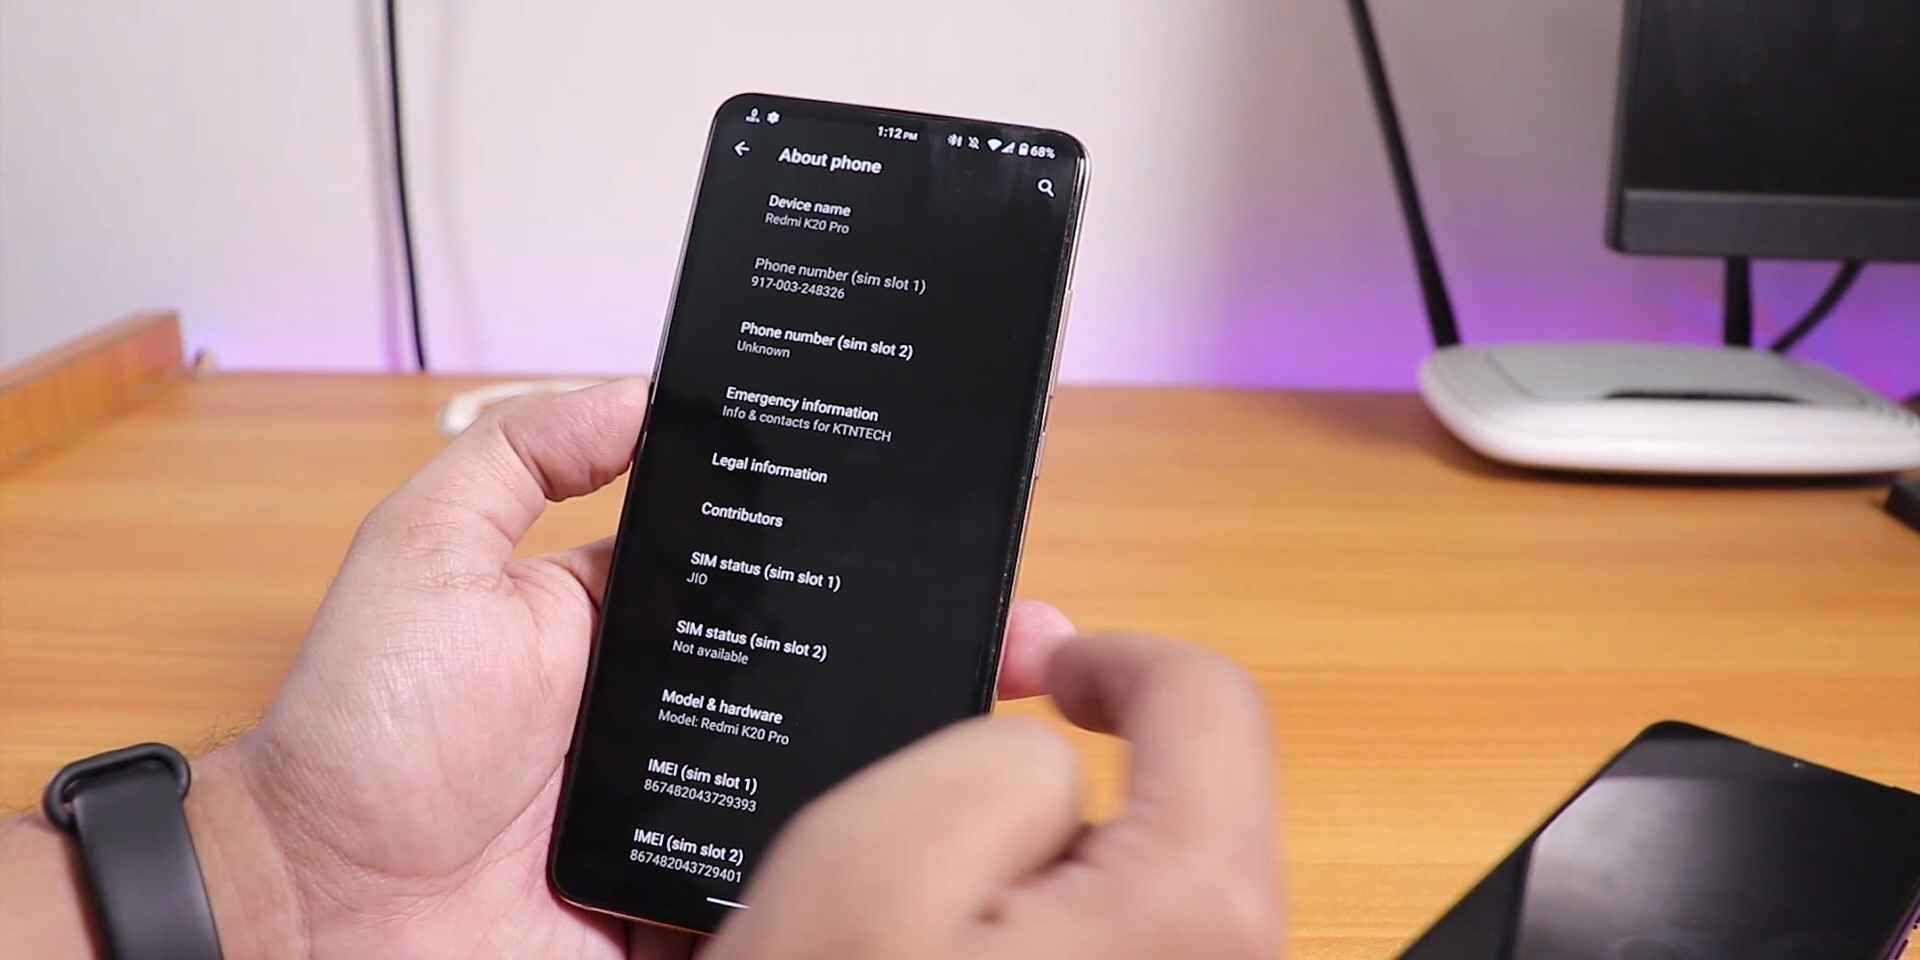 1:12 PM
68%
About phone
Device name
Redmi K20 Pro
Phone number (sim slot 1)
917-003-248326
Phone number (sim slot 2)
Unknown
Emergency information
Info & contacts for KTNTECH
Legal information
Contributors
SIM status (sim slot 1)
JIO
SIM status (sim slot 2)
Not available
Model & hardware
Model: Redmi K20 Pro
IMEI (sim slot 1)
867482043729393
IMEI (sim slot 2)
867482043729401